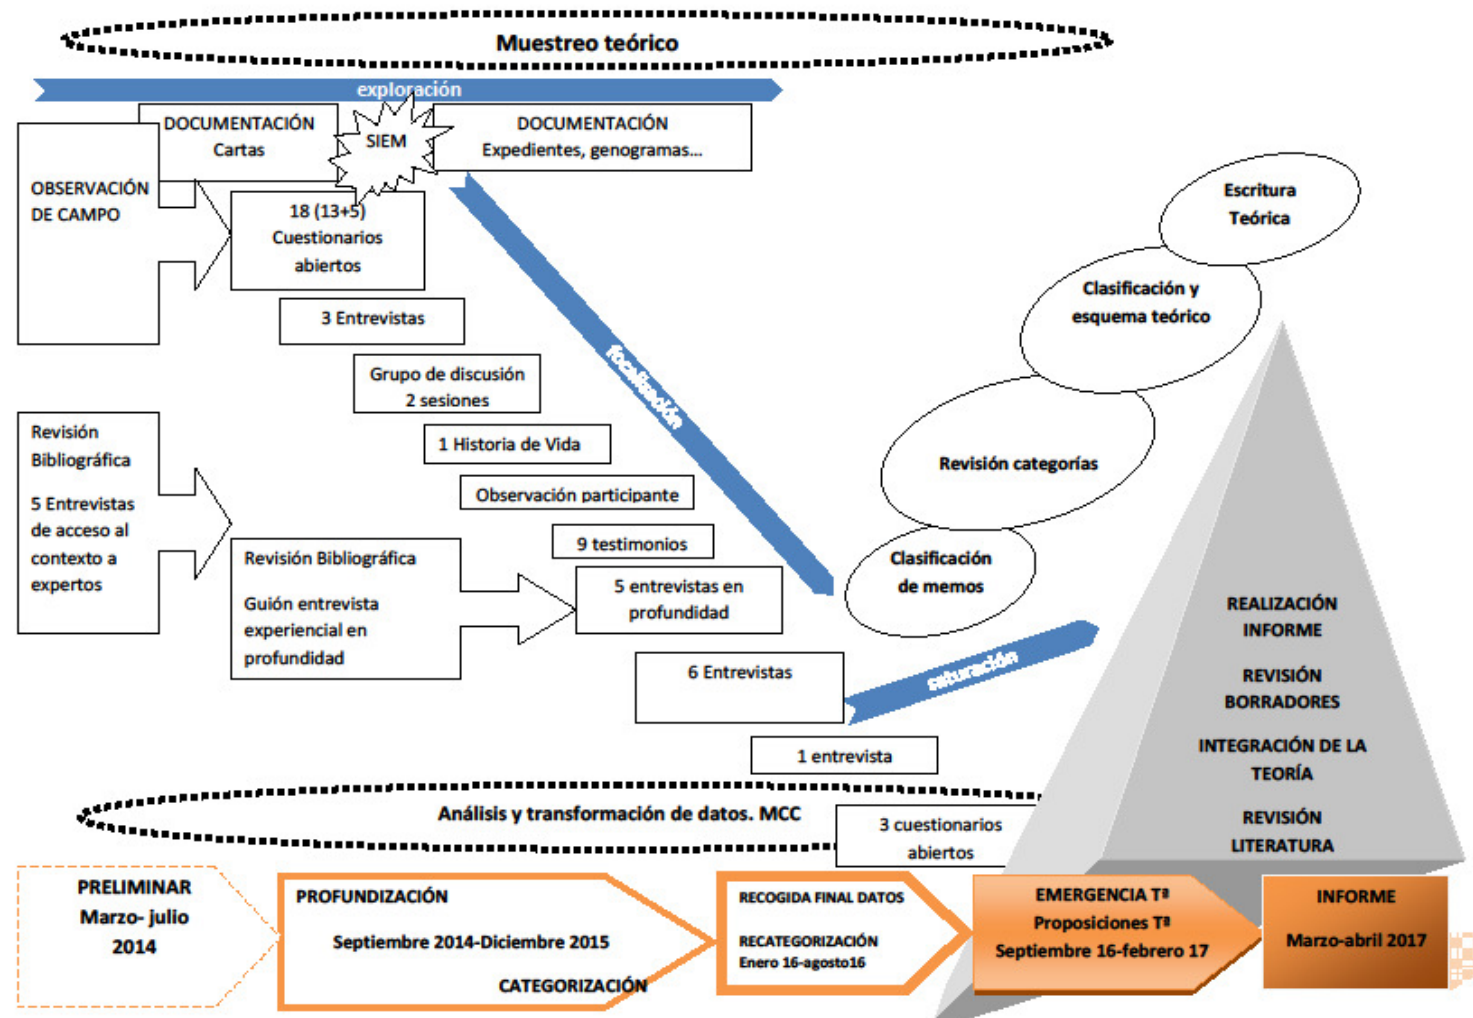 Muestreo teórico
exploración
DOCUMENTACIÓN
Cartas
SIEM
DOCUMENTACIÓN
Expedientes, genogramas...
OBSERVACIÓN
DE CAMPO
18 (13+5)
Cuestionarios
abiertos
3 Entrevistas
Grupo de discusión
2 sesiones
1 Historia de Vida
Observación participante
9 testimonios
focalización
Revisión
Bibliográfica
5 Entrevistas
de acceso al
contexto a
expertos
Revisión Bibliográfica
Guión entrevista
experiencial en
profundidad
5 entrevistas en
profundidad
6 Entrevistas
1 entrevista
saturación
Escritura
Teórica
Clasificación y
esquema teórico
Revisión categorías
Clasificación
de memos
REALIZACIÓN
INFORME
REVISIÓN
BORRADORES
INTEGRACIÓN DE LA
TEORÍA
REVISIÓN
LITERATURA
Análisis y transformación de datos. MCC
3 cuestionarios
abiertos
PRELIMINAR
Marzo- julio
2014
PROFUNDIZACIÓN
Septiembre 2014-Diciembre 2015
CATEGORIZACIÓN
RECOGIDA FINAL DATOS
RECATEGORIZACIÓN
Enero 16-agosto16
EMERGENCIA Tª
Proposiciones Tª
Septiembre 16-febrero 17
INFORME
Marzo-abril 2017